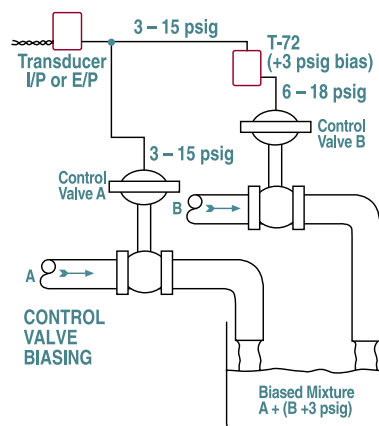 3 – 15 psig
Transducer
I/P or E/P
T-72
(+3 psig bias)
6 – 18 psig
Control
Valve B
3 – 15 psig
Control
Valve A
B
A
CONTROL
VALVE
BIASING
Biased Mixture
A + (B +3 psig)